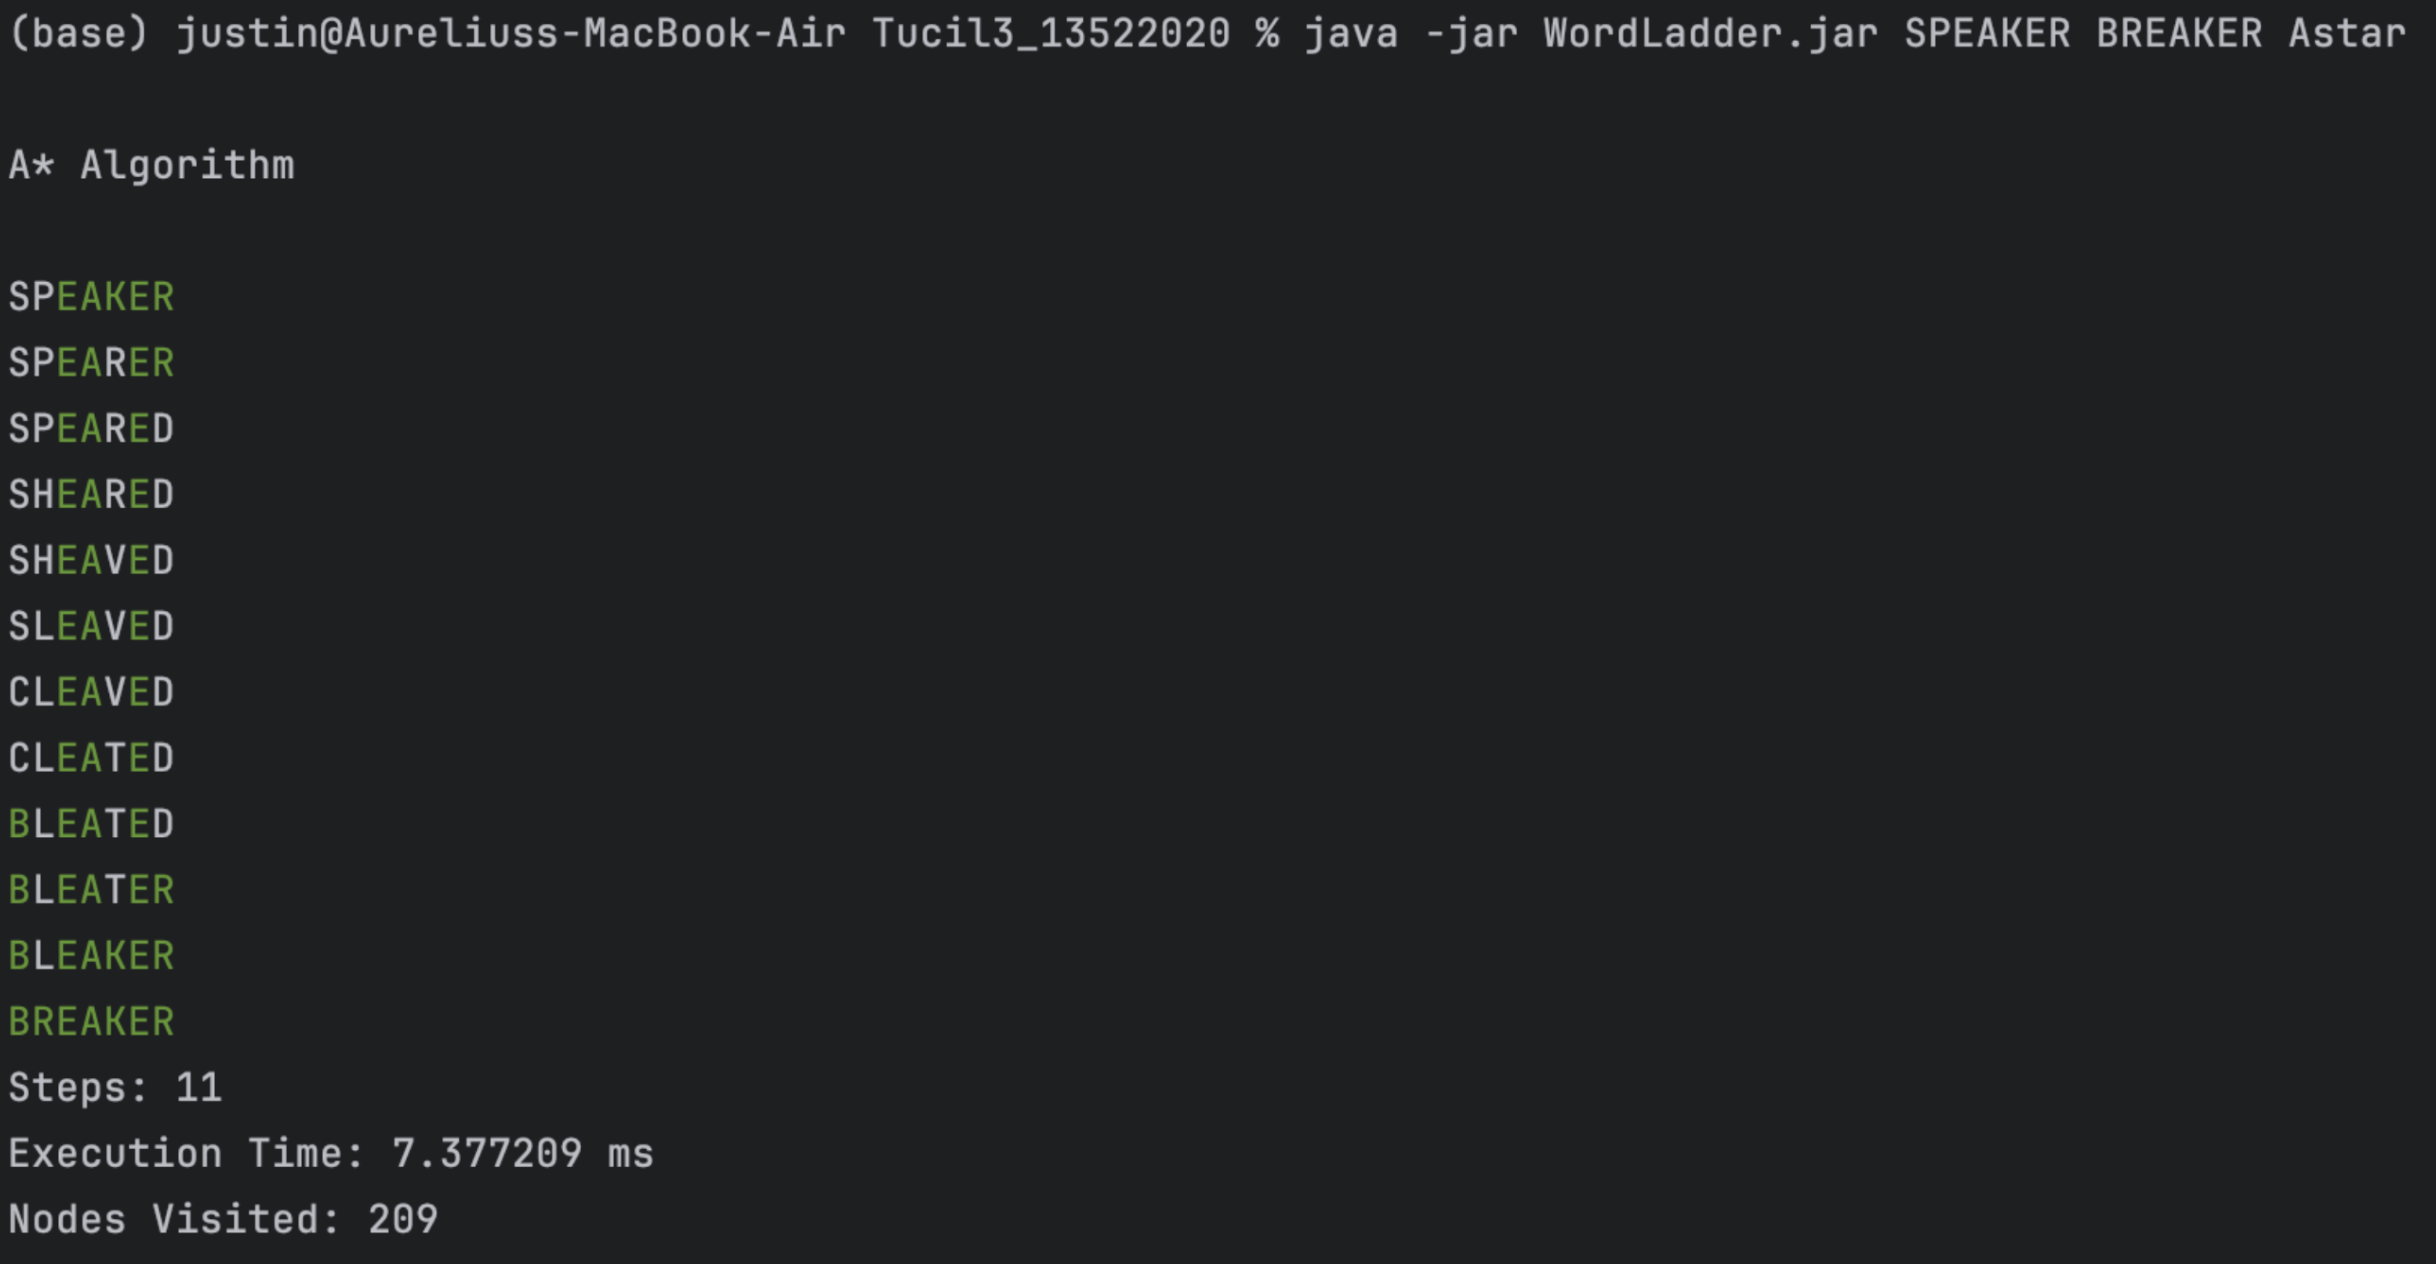 (base) justin@Aureliuss-MacBook-Air Tucil3_13522020 % java -jar WordLadder.jar SPEAKER BREAKER Astar
A* Algorithm
SPEAKER
SPEARER
SPEARED
SHEARED
SHEAVED
SLEAVED
CLEAVED
CLEATED
BLEATED
BLEATER
BLEAKER
BREAKER
Steps: 11
Execution Time: 7.377209 ms
Nodes Visited: 209